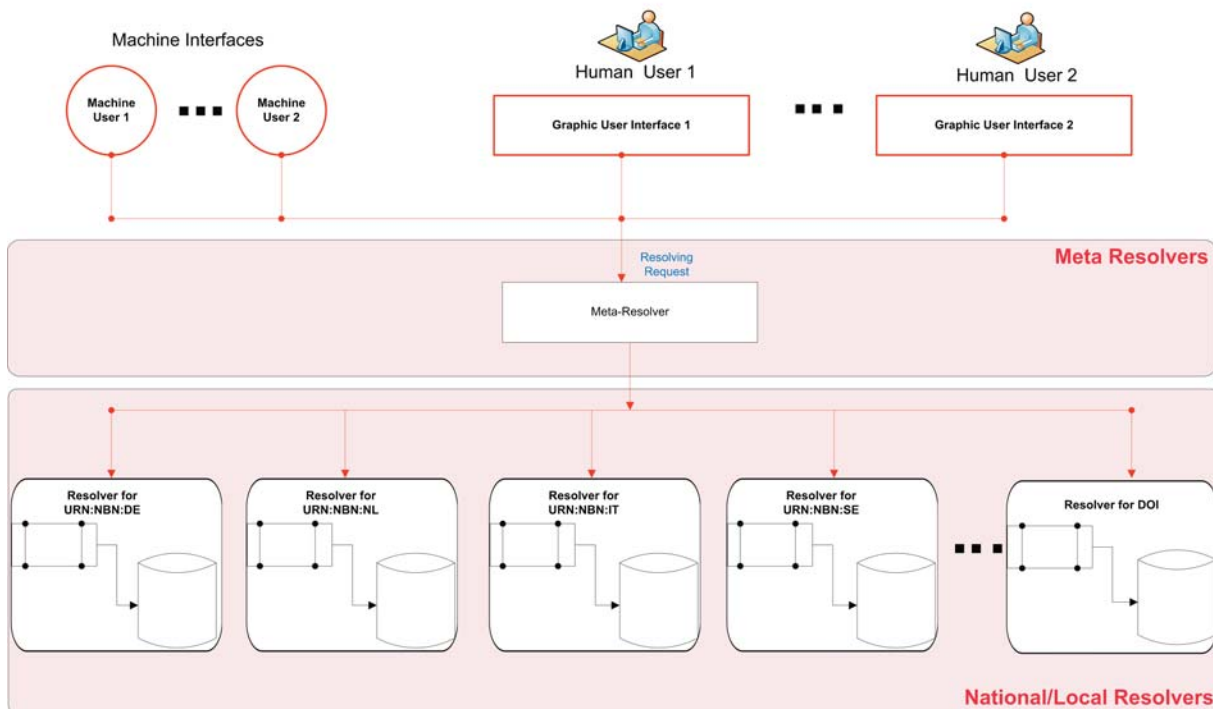 Machine Interfaces
Human User 1
Human User 2
Machine
User 1
Machine
User 2
Graphic User Interface 1
Graphic User Interface 2
Meta Resolvers
Resolving
Request
Meta-Resolver
Resolver for
URN:NBN:DE
Resolver for
URN:NBN:NL
Resolver for
URN:NBN:IT
Resolver for
URN:NBN:SE
Resolver for DOI
National/Local Resolvers